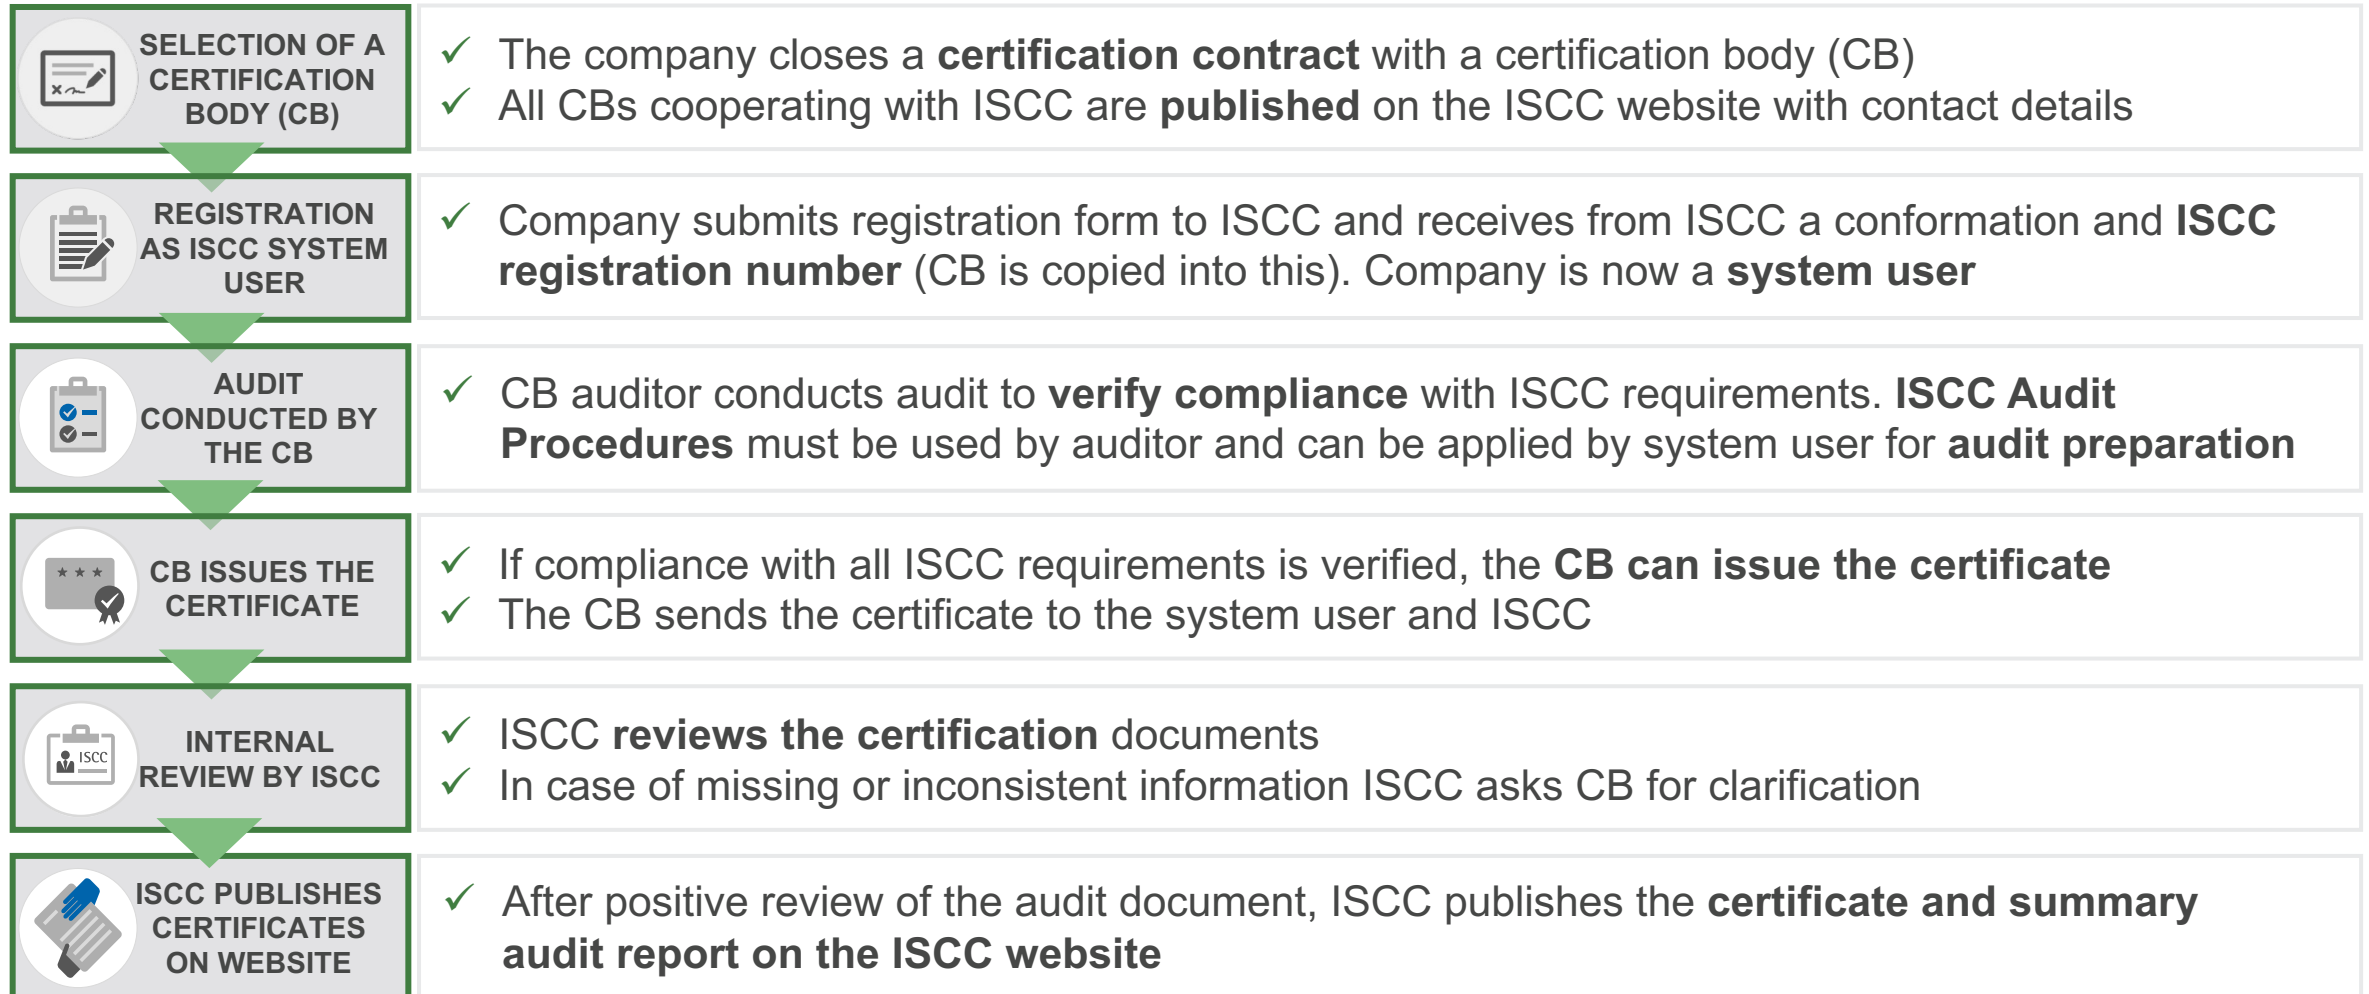 SELECTION OF A
CERTIFICATION
BODY (CB)
✓ The company closes a certification contract with a certification body (CB)
✓ All CBs cooperating with ISCC are published on the ISCC website with contact details
REGISTRATION
AS ISCC SYSTEM
USER
✓ Company submits registration form to ISCC and receives from ISCC a conformation and ISCC
registration number (CB is copied into this). Company is now a system user
AUDIT
CONDUCTED BY
THE CB
✓ CB auditor conducts audit to verify compliance with ISCC requirements. ISCC Audit
Procedures must be used by auditor and can be applied by system user for audit preparation
CB ISSUES THE
CERTIFICATE
✓ If compliance with all ISCC requirements is verified, the CB can issue the certificate
✓ The CB sends the certificate to the system user and ISCC
ISCC
INTERNAL
REVIEW BY ISCC
✓ ISCC reviews the certification documents
✓ In case of missing or inconsistent information ISCC asks CB for clarification
ISCC PUBLISHES
CERTIFICATES
ON WEBSITE
✓ After positive review of the audit document, ISCC publishes the certificate and summary
audit report on the ISCC website